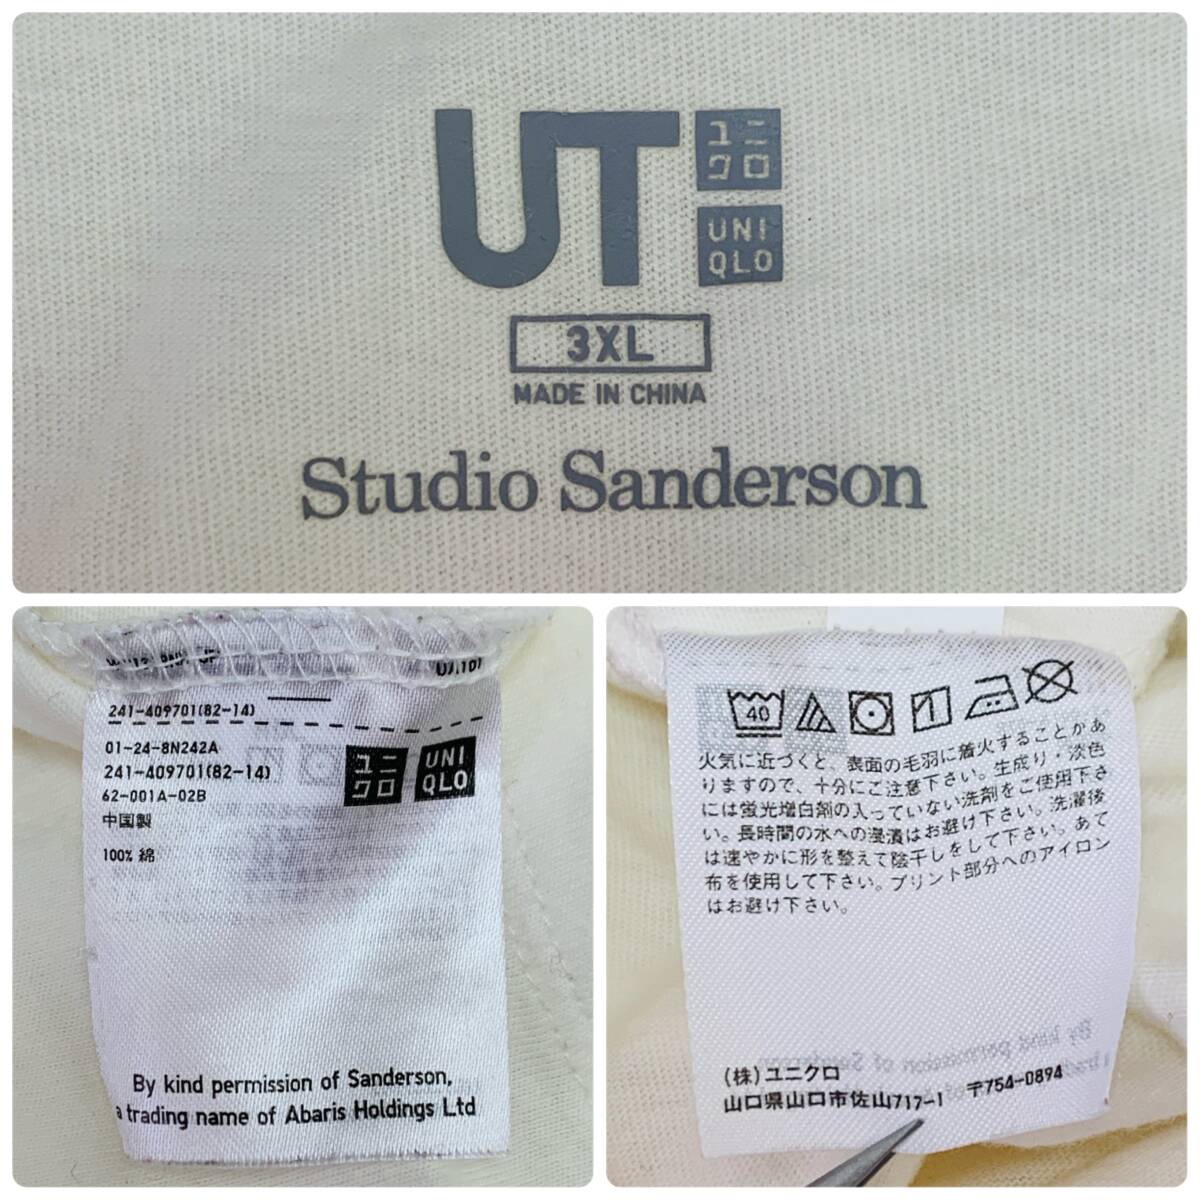 UT
ユニ
クロ
UNI
QLO
3XL
MADE IN CHINA
Studio Sanderson
241-409701(82-14)
01-24-8N242A
241-409701(82-14)
62-001A-02B
中国製
100% 綿
ユニ
クロ
UNI
QLO
By kind permission of Sanderson,
a trading name of Abaris Holdings Ltd
40
火気に近づくと、表面の毛羽に着火することがあ
りますので、十分にご注意下さい。生成り・淡色
には蛍光増白剤の入っていない洗剤をご使用下さ
い。長時間の水への浸漬はお避け下さい。洗濯後
は速やかに形を整えて陰干しをして下さい。あて
布を使用して下さい。プリント部分へのアイロン
はお避け下さい。
(株)ユニクロ
山口県山口市佐山717-1 〒754-0894